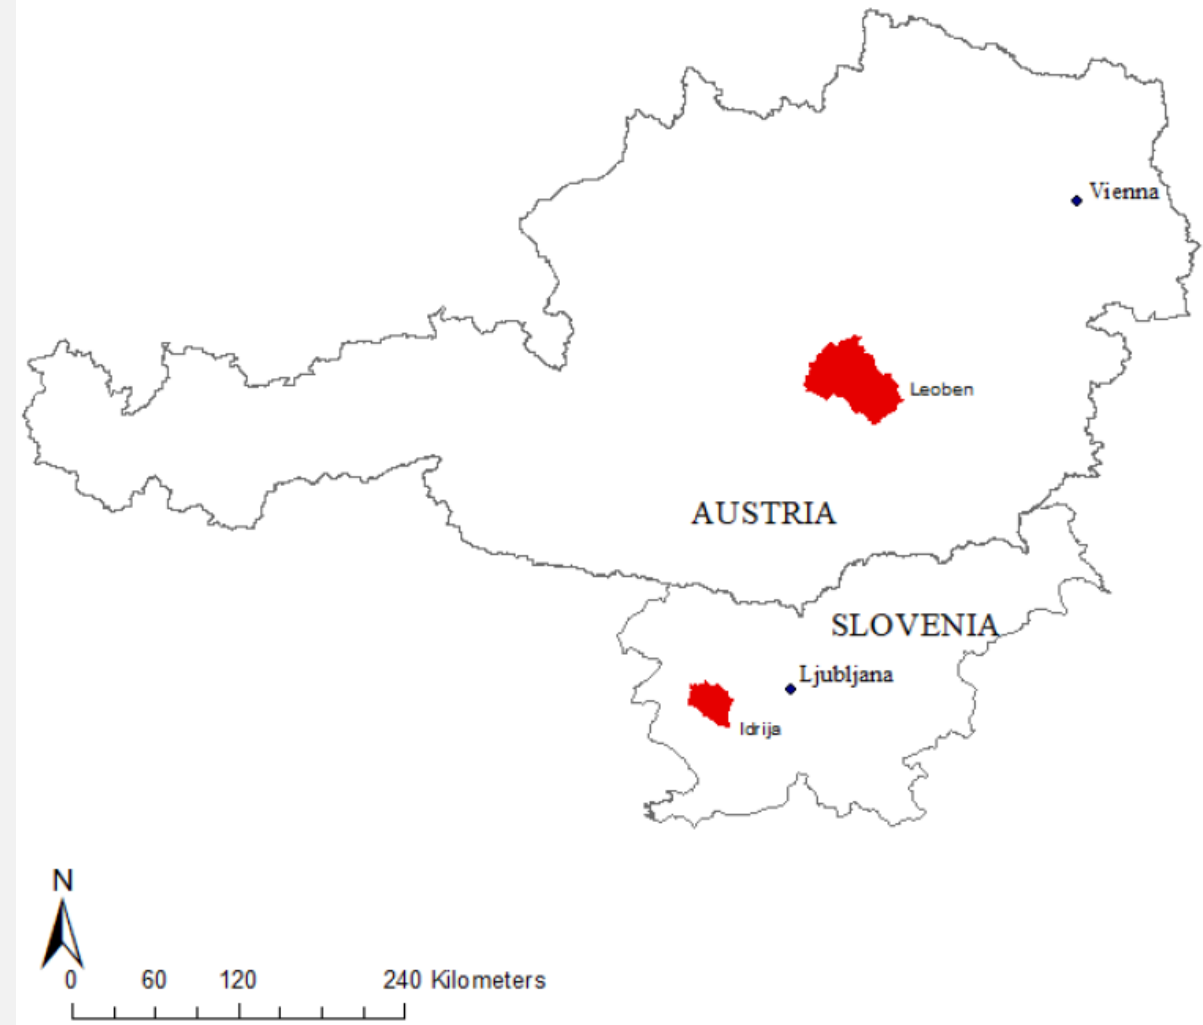 Vienna
Leoben
AUSTRIA
SLOVENIA
Ljubljana
Idrija
N
0 60 120 240 Kilometers